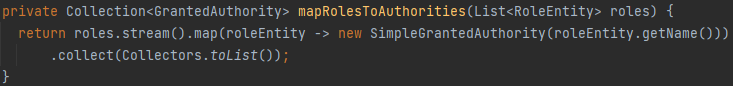 private Collection<GrantedAuthority> mapRolesToAuthorities(List<RoleEntity> roles) {
  return roles.stream().map(roleEntity -> new SimpleGrantedAuthority(roleEntity.getName()))
      .collect(Collectors.toList());
}